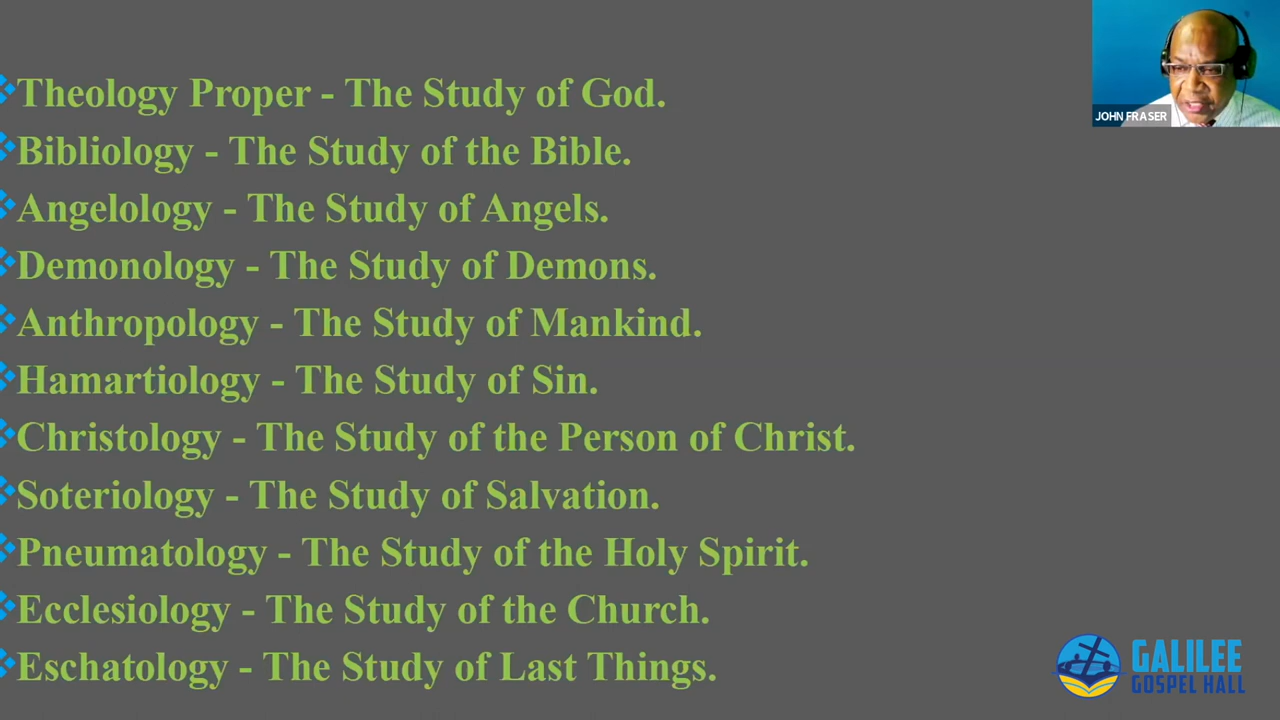 Theology Proper - The Study of God.
Bibliology - The Study of the Bible.
Angelology - The Study of Angels.
Demonology - The Study of Demons.
Anthropology - The Study of Mankind.
Hamartiology - The Study of Sin.
Christology - The Study of the Person of Christ.
Soteriology - The Study of Salvation.
Pneumatology - The Study of the Holy Spirit.
Ecclesiology - The Study of the Church.
Eschatology - The Study of Last Things.
JOHN FRASER
GALILEE
GOSPEL HALL